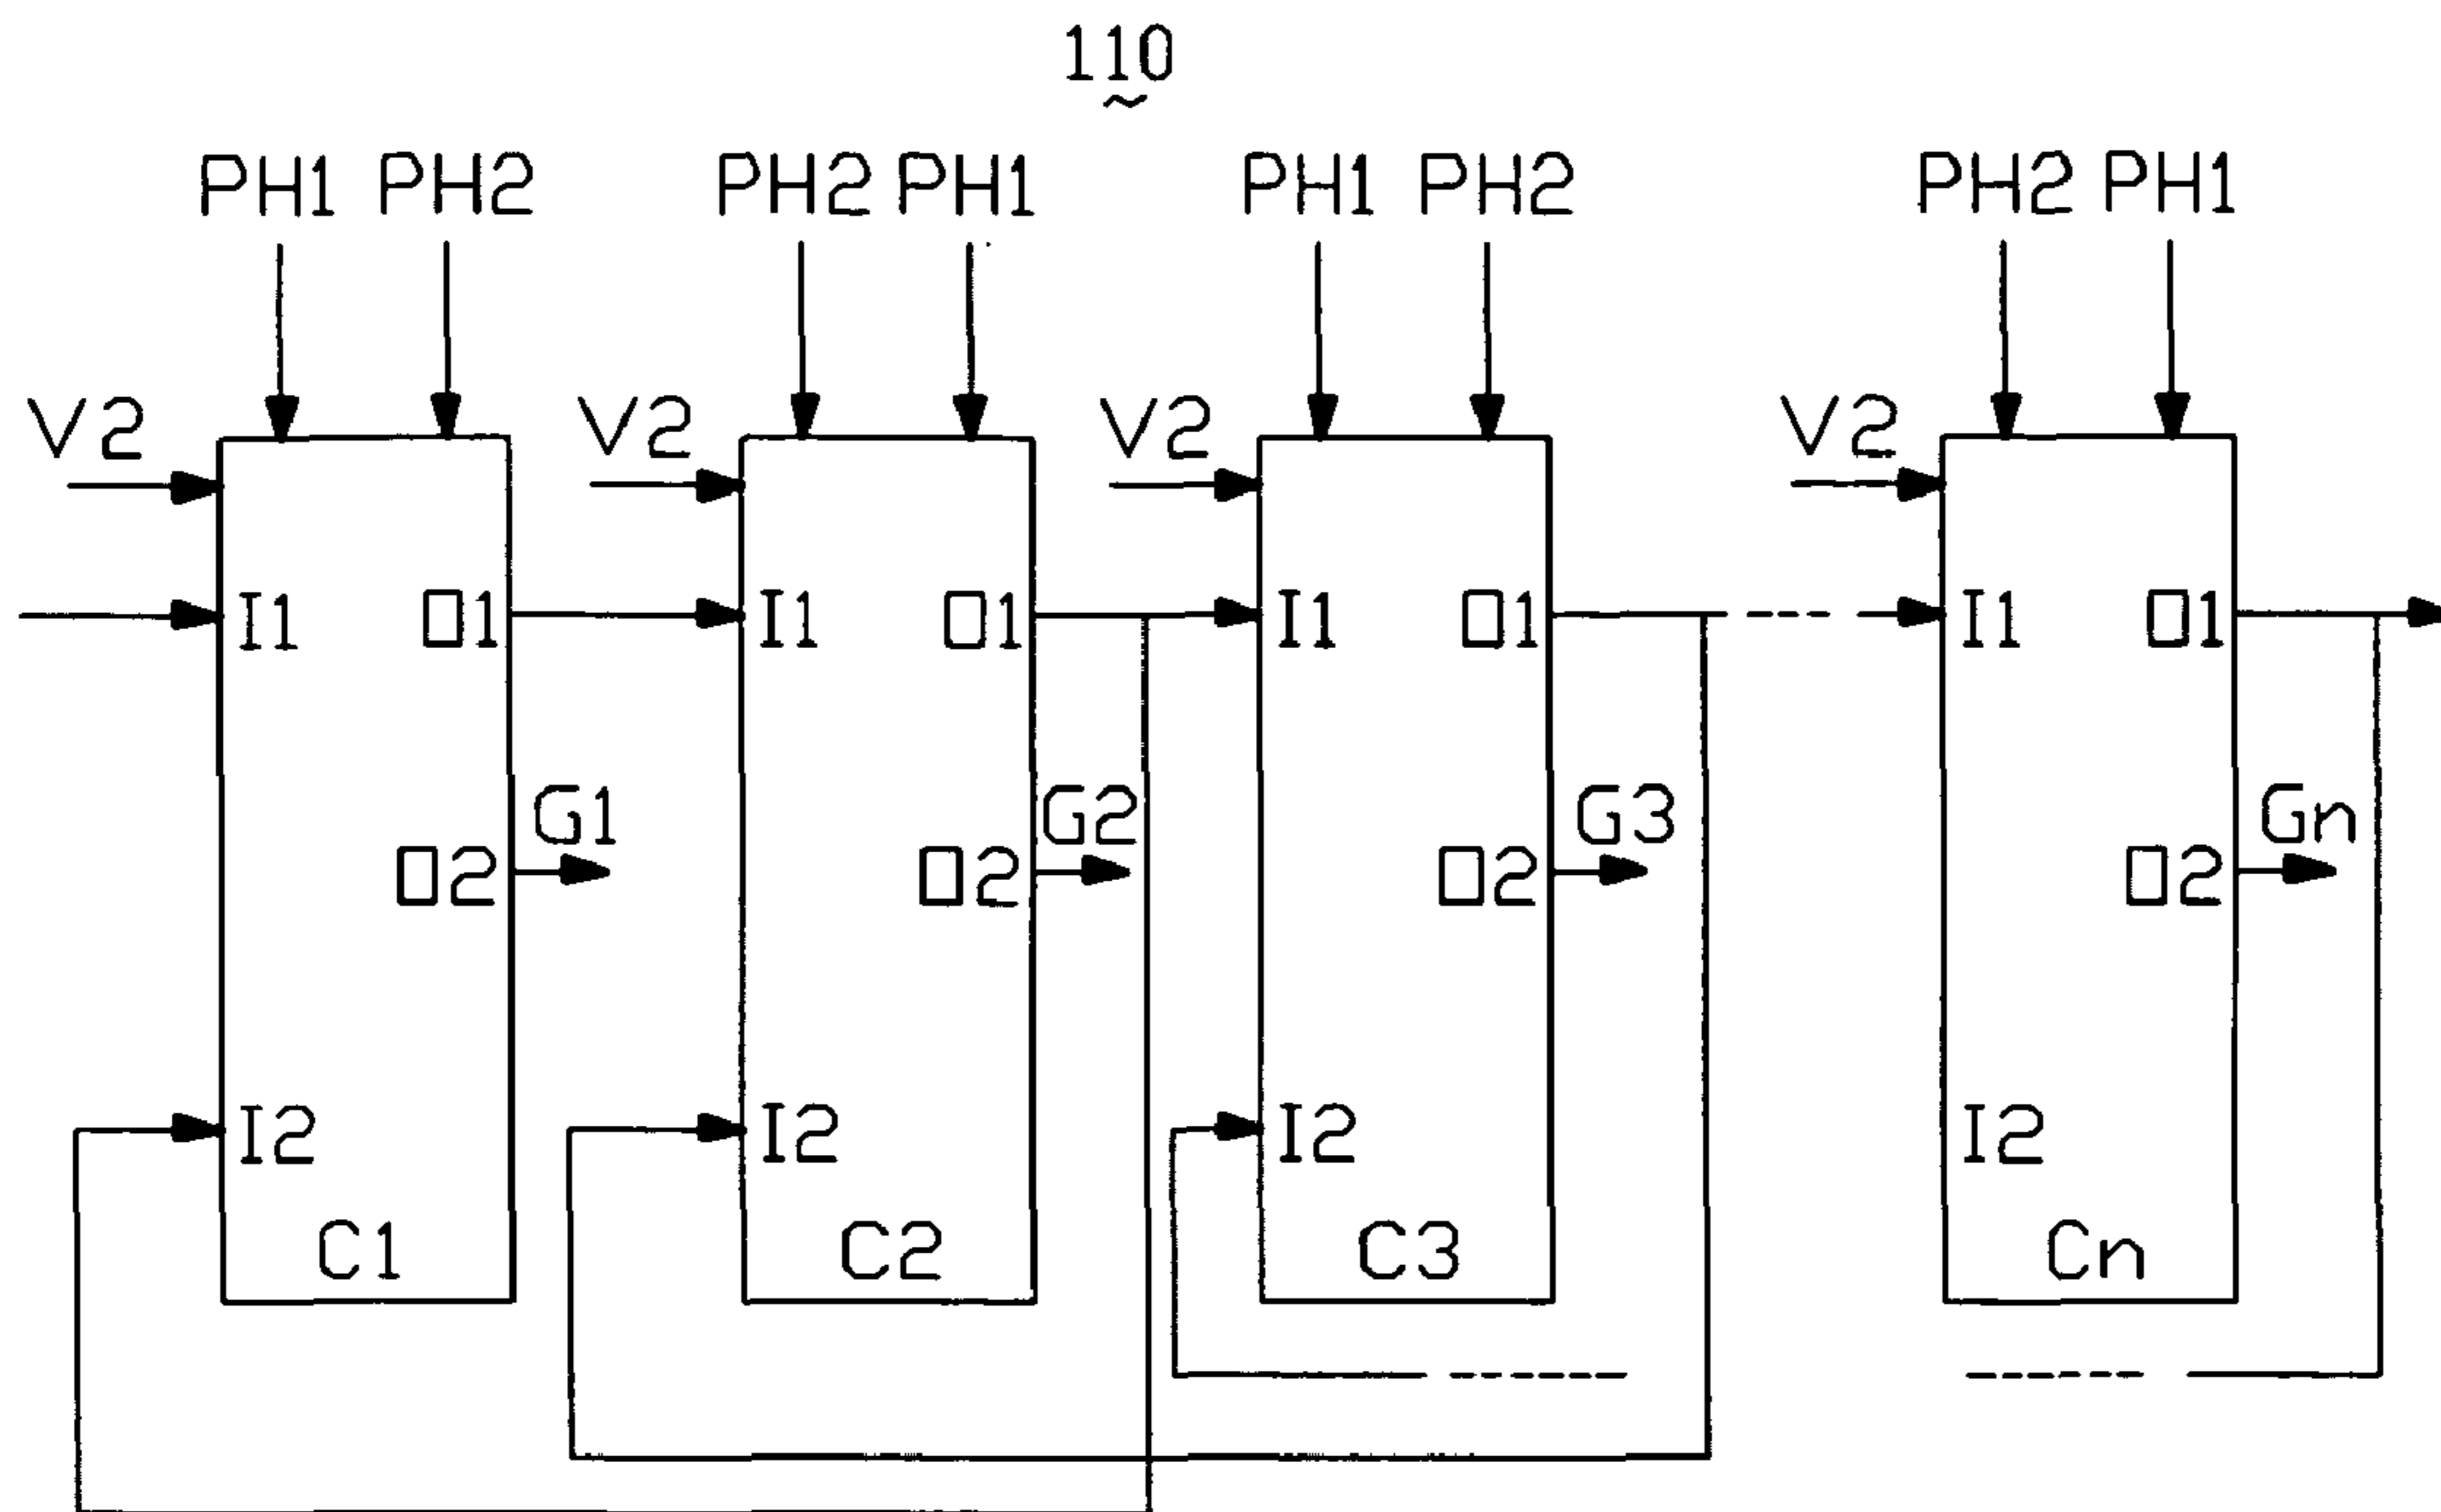 110
PH1 PH2 PH2 PH1 PH1 PH2 PH2 PH1
V2 V2 V2 V2
I1 O1 I1 O1 I1 O1 I1 O1
G1 G2 G3 Gn
O2 O2 O2 O2
I2 I2 I2 I2
C1 C2 C3 Cn